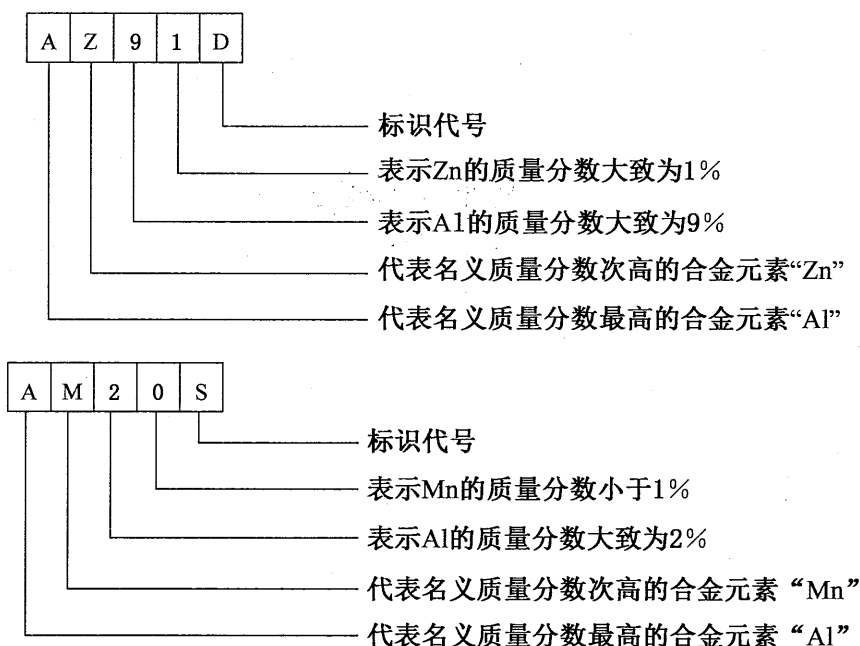 A Z 9 1 D
标识代号
表示Zn的质量分数大致为1%
表示Al的质量分数大致为9%
代表名义质量分数次高的合金元素“Zn”
代表名义质量分数最高的合金元素“Al”
A M 2 0 S
标识代号
表示Mn的质量分数小于1%
表示Al的质量分数大致为2%
代表名义质量分数次高的合金元素“Mn”
代表名义质量分数最高的合金元素“Al”